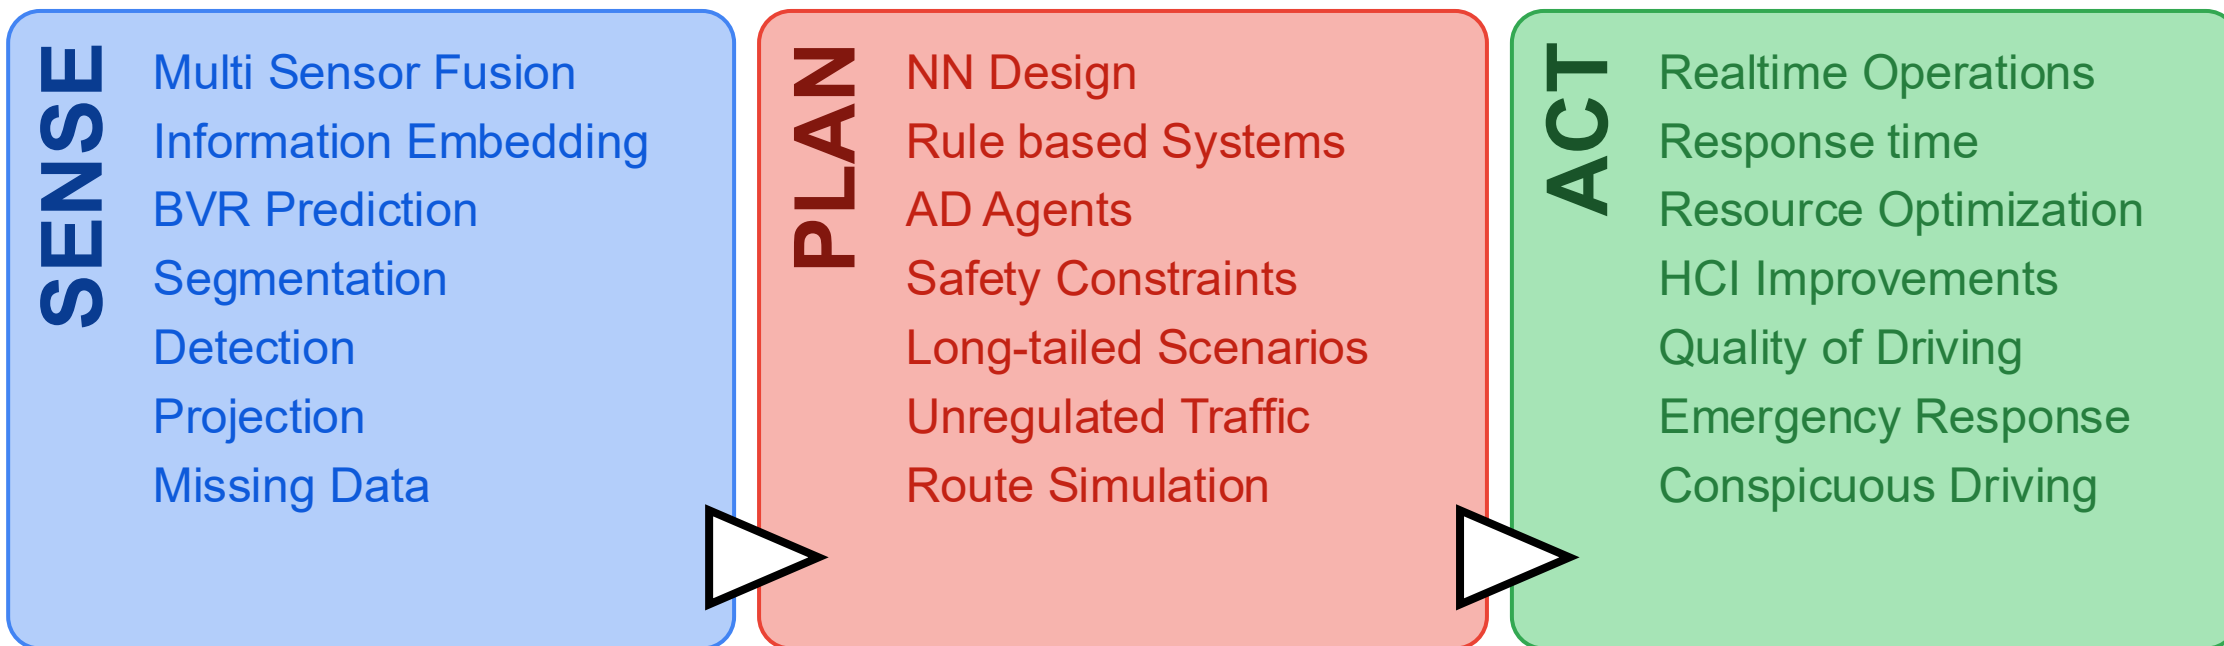 SENSE
Multi Sensor Fusion
Information Embedding
BVR Prediction
Segmentation
Detection
Projection
Missing Data
PLAN
NN Design
Rule based Systems
AD Agents
Safety Constraints
Long-tailed Scenarios
Unregulated Traffic
Route Simulation
ACT
Realtime Operations
Response time
Resource Optimization
HCI Improvements
Quality of Driving
Emergency Response
Conspicuous Driving